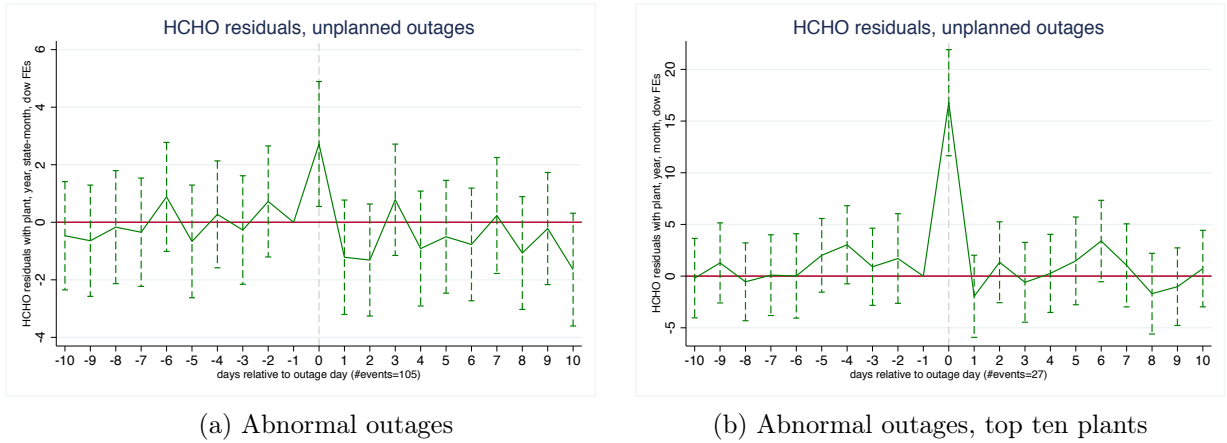 HCHO residuals, unplanned outages
HCHO residuals with plant, year, state-month, dow FEs
6
4
2
0
-2
-4
-10 -9 -8 -7 -6 -5 -4 -3 -2 -1 0 1 2 3 4 5 6 7 8 9 10
days relative to outage day (#events=105)
(a) Abnormal outages
HCHO residuals, unplanned outages
HCHO residuals with plant, year, month, dow FEs
20
15
10
5
0
-5
-10 -9 -8 -7 -6 -5 -4 -3 -2 -1 0 1 2 3 4 5 6 7 8 9 10
days relative to outage day (#events=27)
(b) Abnormal outages, top ten plants